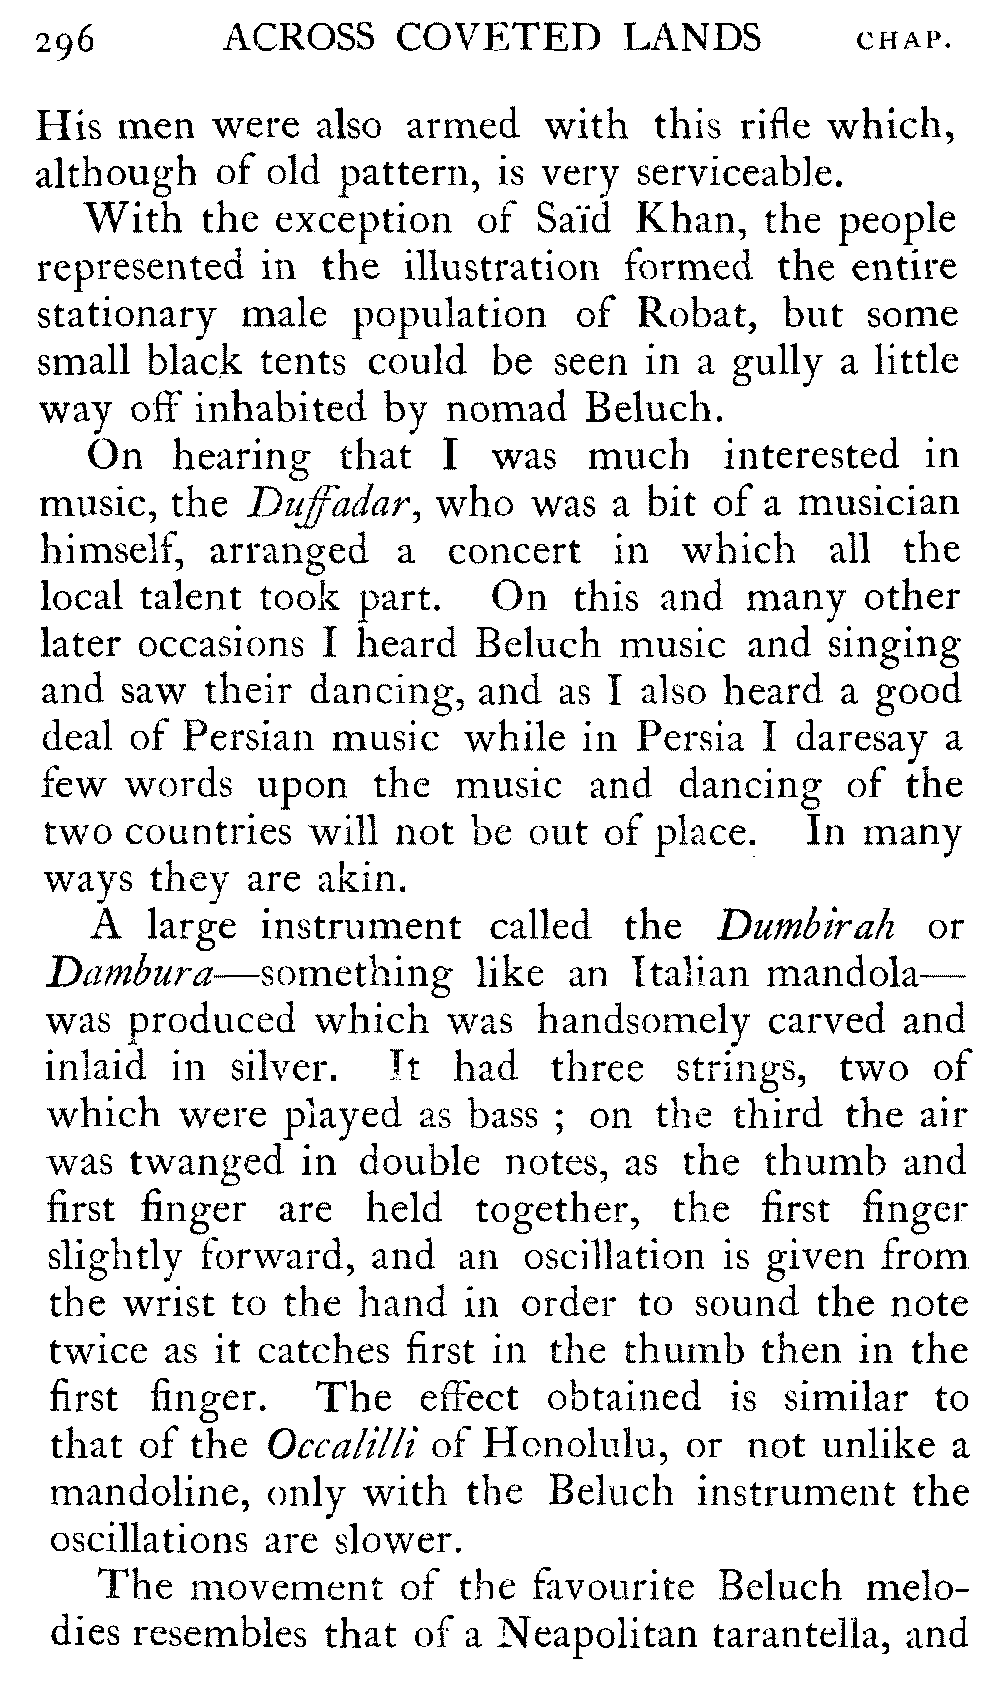 296 ACROSS COVETED LANDS CHAP.
His men were also armed with this rifle which,
although of old pattern, is very serviceable.
With the exception of Saïd Khan, the people
represented in the illustration formed the entire
stationary male population of Robat, but some
small black tents could be seen in a gully a little
way off inhabited by nomad Beluch.
On hearing that I was much interested in
music, the Duffadar, who was a bit of a musician
himself, arranged a concert in which all the
local talent took part. On this and many other
later occasions I heard Beluch music and singing
and saw their dancing, and as I also heard a good
deal of Persian music while in Persia I daresay a
few words upon the music and dancing of the
two countries will not be out of place. In many
ways they are akin.
A large instrument called the Dumbirah or
Dambura—something like an Italian mandola—
was produced which was handsomely carved and
inlaid in silver. It had three strings, two of
which were played as bass ; on the third the air
was twanged in double notes, as the thumb and
first finger are held together, the first finger
slightly forward, and an oscillation is given from
the wrist to the hand in order to sound the note
twice as it catches first in the thumb then in the
first finger. The effect obtained is similar to
that of the Occalilli of Honolulu, or not unlike a
mandoline, only with the Beluch instrument the
oscillations are slower.
The movement of the favourite Beluch melo-
dies resembles that of a Neapolitan tarantella, and